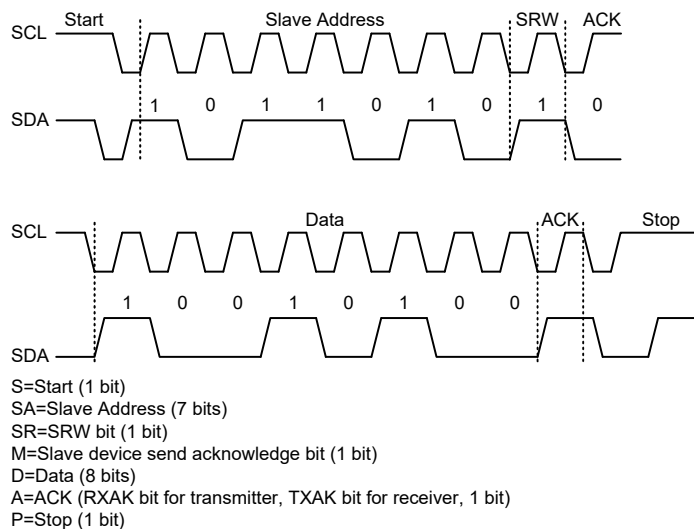 Start Slave Address SRW ACK
SCL
1 0 1 1 0 1 0 1 0
SDA
SCL Data ACK Stop
1 0 0 1 0 1 0 0
SDA
S=Start (1 bit)
SA=Slave Address (7 bits)
SR=SRW bit (1 bit)
M=Slave device send acknowledge bit (1 bit)
D=Data (8 bits)
A=ACK (RXAK bit for transmitter, TXAK bit for receiver, 1 bit)
P=Stop (1 bit)